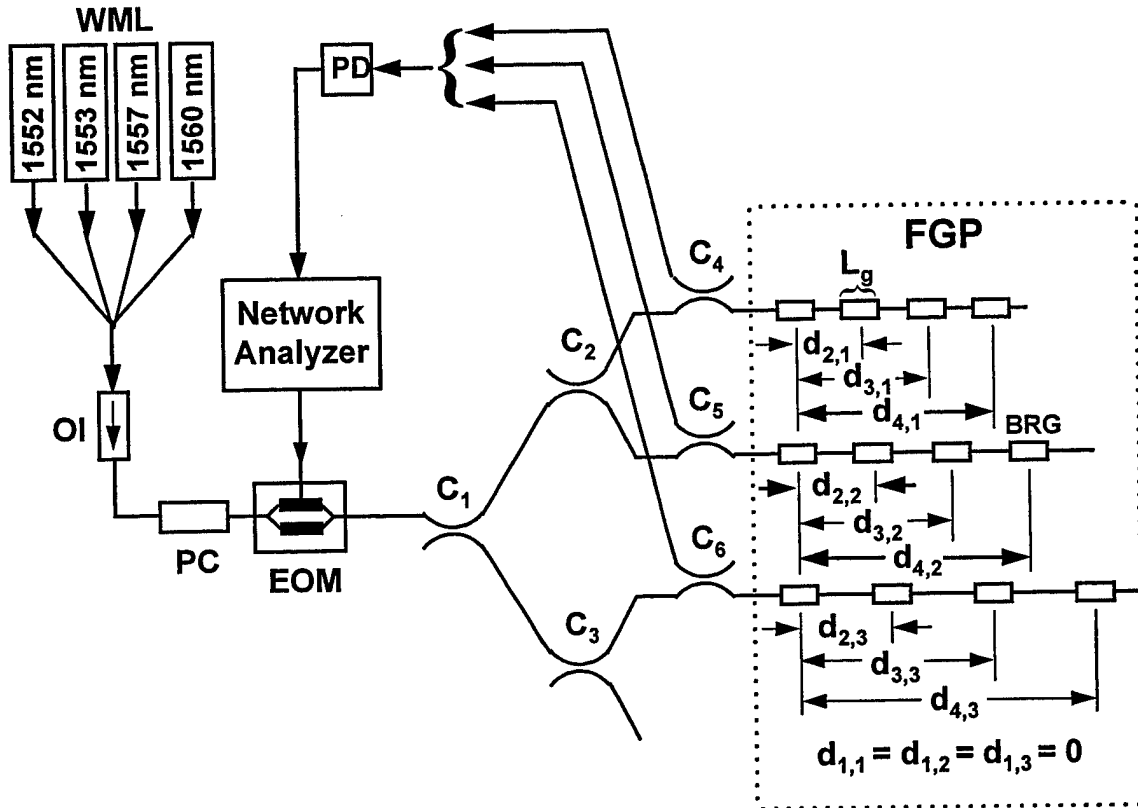 WML
1552 nm
1553 nm
1557 nm
1560 nm
PD
Network
Analyzer
OI
PC
EOM
C₁
C₂
C₃
C₄
C₅
C₆
FGP
L_g
d₂,₁
d₃,₁
d₄,₁
BRG
d₂,₂
d₃,₂
d₄,₂
d₂,₃
d₃,₃
d₄,₃
d₁,₁ = d₁,₂ = d₁,₃ = 0